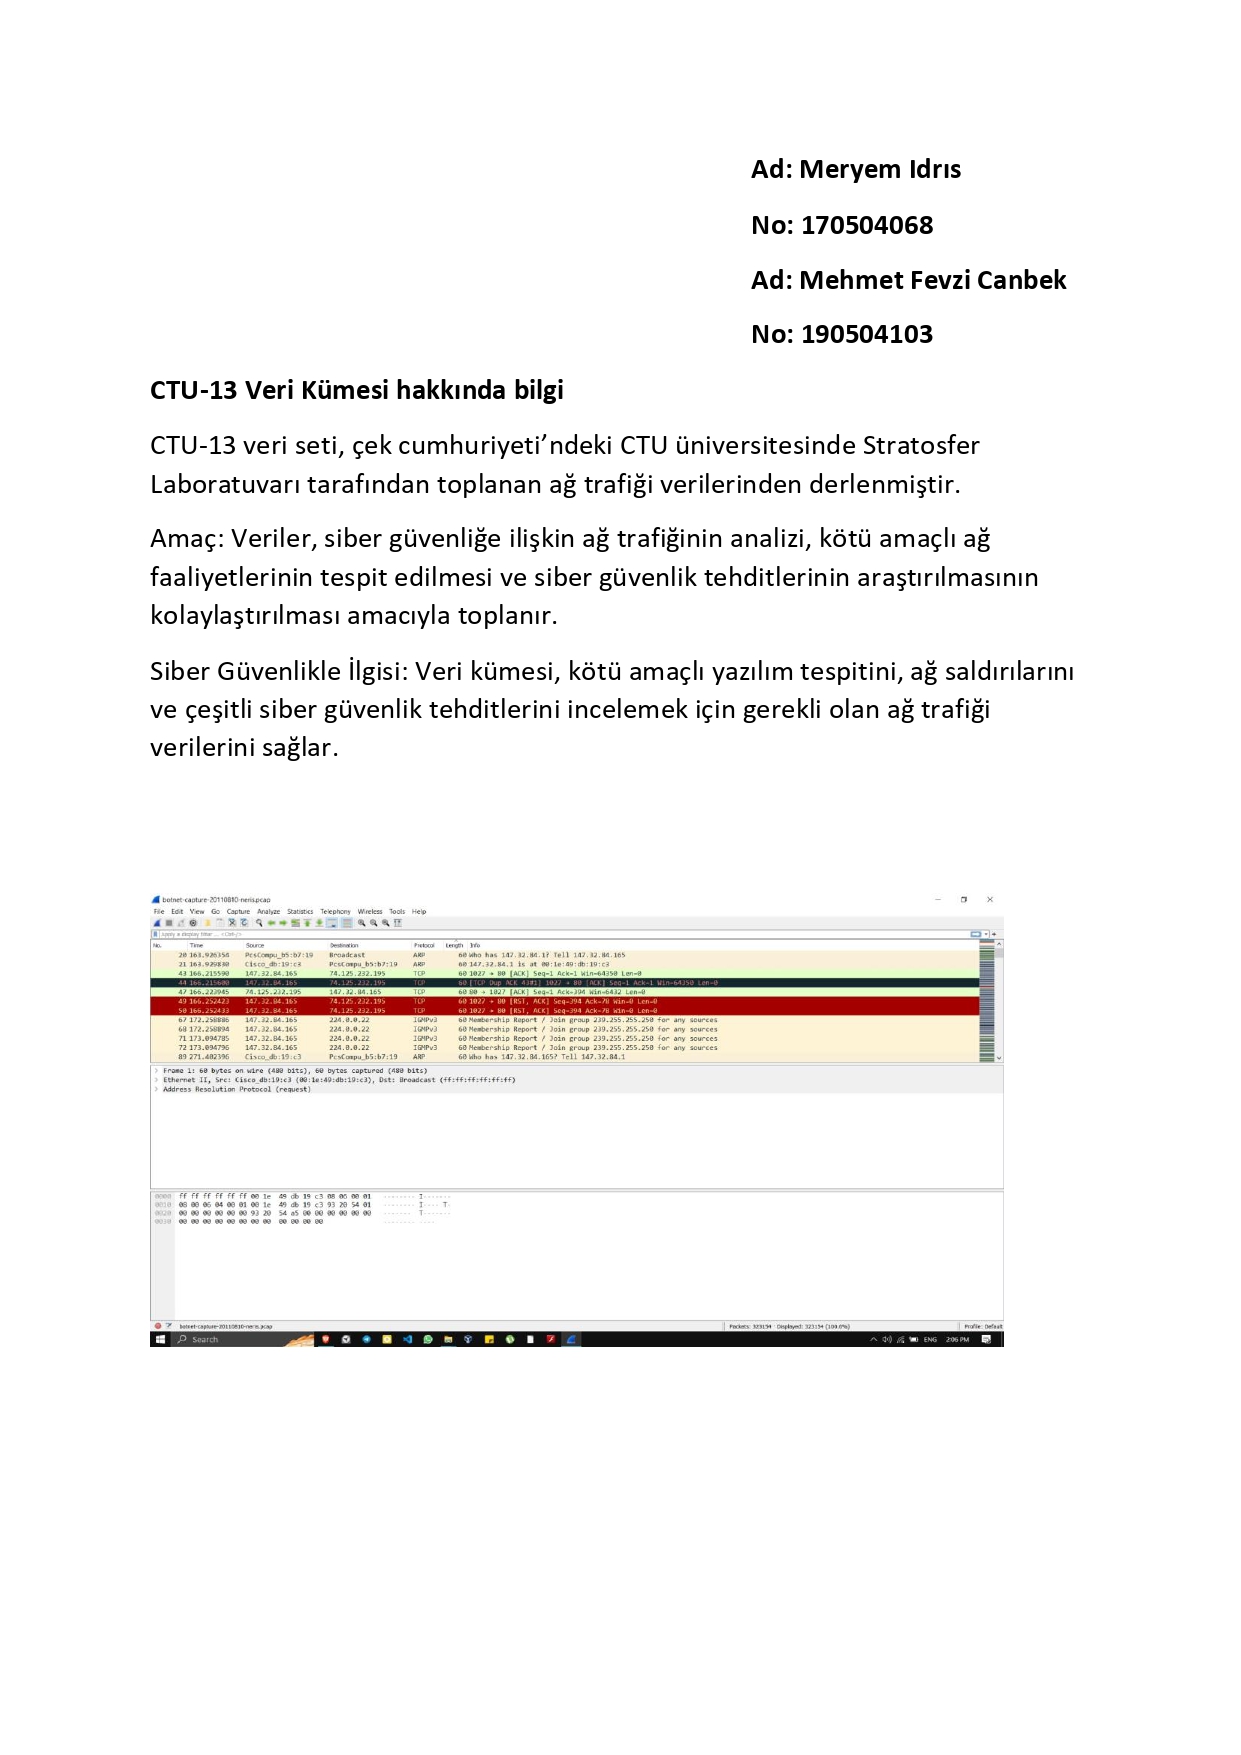 Ad: Meryem Idrıs
No: 170504068
Ad: Mehmet Fevzi Canbek
No: 190504103
CTU-13 Veri Kümesi hakkında bilgi
CTU-13 veri seti, çek cumhuriyeti’ndeki CTU üniversitesinde Stratosfer
Laboratuvarı tarafından toplanan ağ trafiği verilerinden derlenmiştir.
Amaç: Veriler, siber güvenliğe ilişkin ağ trafiğinin analizi, kötü amaçlı ağ
faaliyetlerinin tespit edilmesi ve siber güvenlik tehditlerinin araştırılmasının
kolaylaştırılması amacıyla toplanır.
Siber Güvenlikle İlgisi: Veri kümesi, kötü amaçlı yazılım tespitini, ağ saldırılarını
ve çeşitli siber güvenlik tehditlerini incelemek için gerekli olan ağ trafiği
verilerini sağlar.
botnet-capture-20110810-neris.pcap
File Edit View Go Capture Analyze Statistics Telephony Wireless Tools Help
Apply a display filter ... <Ctrl-/>
No. Time Source Destination Protocol Length Info
20 163.926354 PcsCompu_b5:b7:19 Broadcast ARP 60 Who has 147.32.84.1? Tell 147.32.84.165
21 163.929830 Cisco_db:19:c3 PcsCompu_b5:b7:19 ARP 60 147.32.84.1 is at 00:1e:49:db:19:c3
43 166.215590 147.32.84.165 74.125.232.195 TCP 60 1027 → 80 [ACK] Seq=1 Ack=1 Win=64350 Len=0
44 166.215600 147.32.84.165 74.125.232.195 TCP 60 [TCP Dup ACK 43#1] 1027 → 80 [ACK] Seq=1 Ack=1 Win=64350 Len=0
47 166.223945 74.125.232.195 147.32.84.165 TCP 60 80 → 1027 [ACK] Seq=1 Ack=394 Win=6432 Len=0
49 166.252423 147.32.84.165 74.125.232.195 TCP 60 1027 → 80 [RST, ACK] Seq=394 Ack=78 Win=0 Len=0
50 166.252433 147.32.84.165 74.125.232.195 TCP 60 1027 → 80 [RST, ACK] Seq=394 Ack=78 Win=0 Len=0
67 172.258886 147.32.84.165 224.0.0.22 IGMPv3 60 Membership Report / Join group 239.255.255.250 for any sources
68 172.258894 147.32.84.165 224.0.0.22 IGMPv3 60 Membership Report / Join group 239.255.255.250 for any sources
71 173.094785 147.32.84.165 224.0.0.22 IGMPv3 60 Membership Report / Join group 239.255.255.250 for any sources
72 173.094796 147.32.84.165 224.0.0.22 IGMPv3 60 Membership Report / Join group 239.255.255.250 for any sources
89 271.402396 Cisco_db:19:c3 PcsCompu_b5:b7:19 ARP 60 Who has 147.32.84.165? Tell 147.32.84.1
Frame 1: 60 bytes on wire (480 bits), 60 bytes captured (480 bits)
Ethernet II, Src: Cisco_db:19:c3 (00:1e:49:db:19:c3), Dst: Broadcast (ff:ff:ff:ff:ff:ff)
Address Resolution Protocol (request)
0000 ff ff ff ff ff ff 00 1e 49 db 19 c3 08 06 00 01 ········ I·······
0010 08 00 06 04 00 01 00 1e 49 db 19 c3 93 20 54 01 ········ I···· T·
0020 00 00 00 00 00 00 93 20 54 a5 00 00 00 00 00 00 ······· T·······
0030 00 00 00 00 00 00 00 00 00 00 00 00 ········ ····
botnet-capture-20110810-neris.pcap Packets: 323154 · Displayed: 323154 (100.0%) Profile: Default
Search ENG 2:06 PM